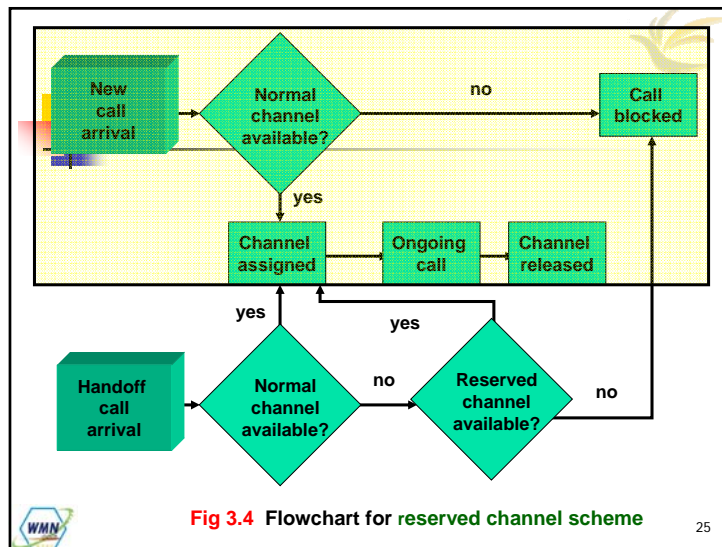 New
call
arrival
Normal
channel
available?
no
Call
blocked
yes
Channel
assigned
Ongoing
call
Channel
released
yes
yes
Handoff
call
arrival
Normal
channel
available?
no
Reserved
channel
available?
no
WMN
Fig 3.4 Flowchart for reserved channel scheme
25